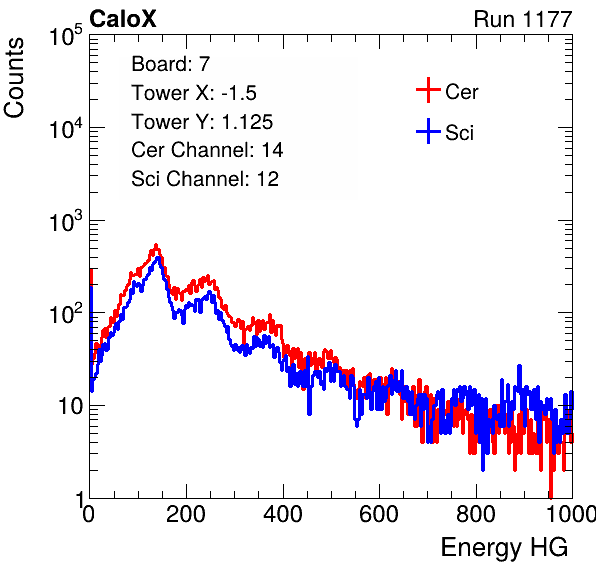 CaloX Run 1177
Counts
10^5
10^4
10^3
10^2
10
1
Board: 7
Tower X: -1.5
Tower Y: 1.125
Cer Channel: 14
Sci Channel: 12
Cer
Sci
0 200 400 600 800 1000
Energy HG